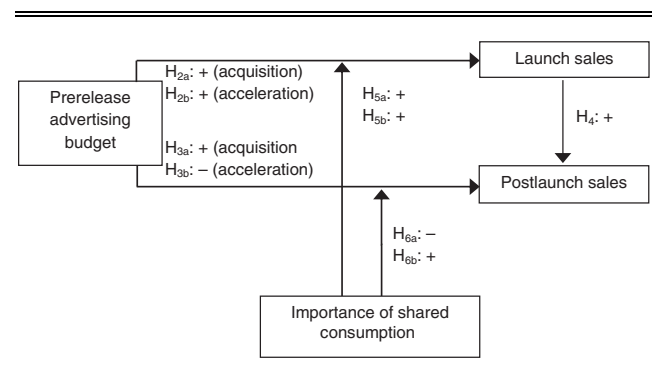 Launch sales
H2a: + (acquisition)
H2b: + (acceleration)
Prerelease
advertising
budget
H5a: +
H5b: +
H4: +
H3a: + (acquisition
H3b: – (acceleration)
Postlaunch sales
H6a: –
H6b: +
Importance of shared
consumption